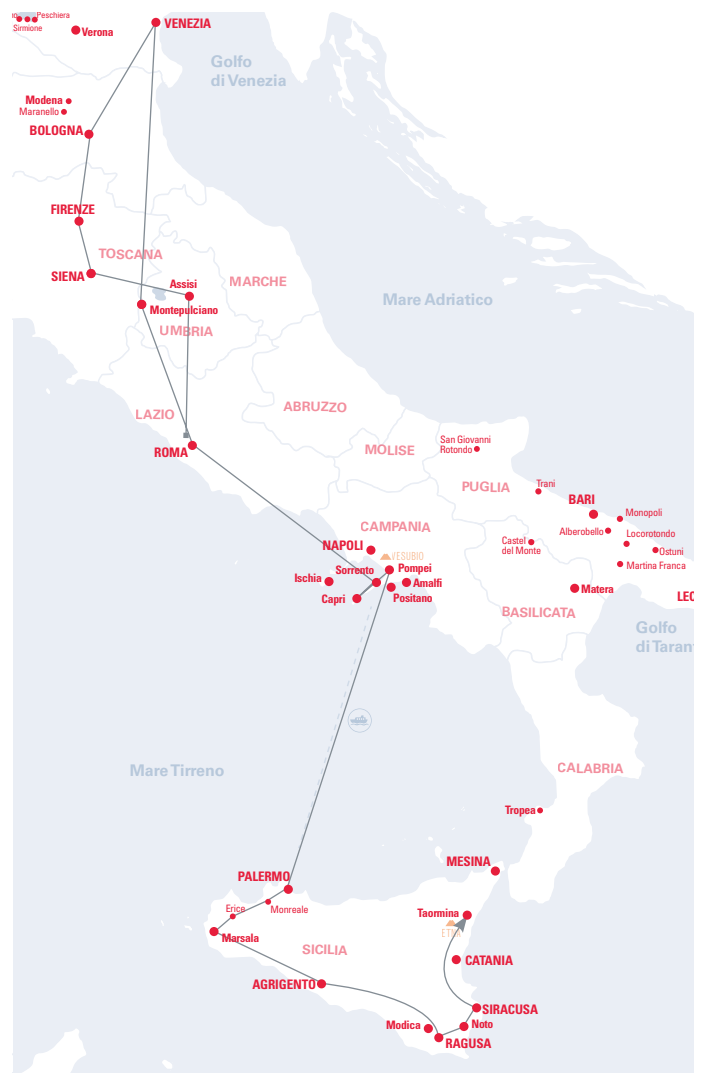 Peschiera
Sirmione
Verona
VENEZIA
Golfo
di Venezia
Modena
Maranello
BOLOGNA
FIRENZE
TOSCANA
SIENA
Assisi
MARCHE
Montepulciano
UMBRIA
Mare Adriatico
LAZIO
ABRUZZO
ROMA
MOLISE
San Giovanni
Rotondo
PUGLIA
Trani
BARI
Monopoli
CAMPANIA
Alberobello
Locorotondo
Castel
del Monte
Ostuni
NAPOLI
VESUBIO
Martina Franca
Sorrento
Pompei
Ischia
Amalfi
Capri
Positano
Matera
LEC
BASILICATA
Golfo
di Taran
Mare Tirreno
CALABRIA
Tropea
MESINA
PALERMO
Erice
Monreale
Taormina
Marsala
SICILIA
CATANIA
AGRIGENTO
SIRACUSA
Modica
Noto
RAGUSA